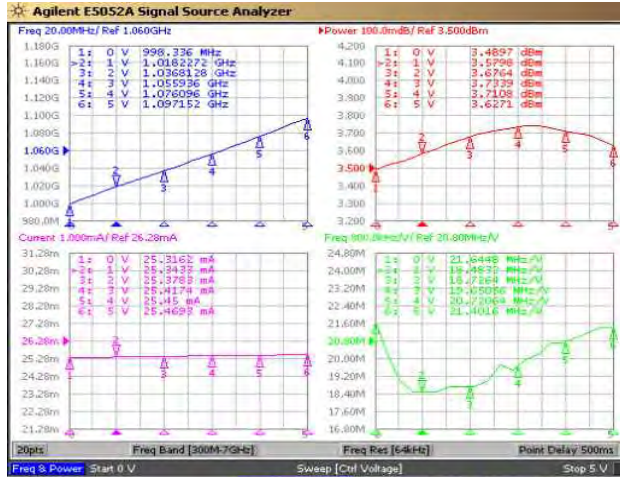 Agilent E5052A Signal Source Analyzer
Freq 20.00MHz/ Ref 1.060GHz
1.180G
1.160G
1.140G
1.120G
1.100G
1.080G
1.060G
1.040G
1.020G
1.000G
980.0M
1: 0 V 998.336 MHz
>2: 1 V 1.0182272 GHz
3: 2 V 1.0368128 GHz
4: 3 V 1.055936 GHz
5: 4 V 1.076096 GHz
6: 5 V 1.097152 GHz
Power 100.0mdB/ Ref 3.500dBm
4.200
4.100
4.000
3.900
3.800
3.700
3.600
3.500
3.400
3.300
3.200
1: 0 V 3.4897 dBm
>2: 1 V 3.5798 dBm
3: 2 V 3.6764 dBm
4: 3 V 3.7339 dBm
5: 4 V 3.7108 dBm
6: 5 V 3.6271 dBm
Current 1.000mA/ Ref 26.28mA
31.28m
30.28m
29.28m
28.28m
27.28m
26.28m
25.28m
24.28m
23.28m
22.28m
21.28m
1: 0 V 25.3162 mA
>2: 1 V 25.3433 mA
3: 2 V 25.3783 mA
4: 3 V 25.4174 mA
5: 4 V 25.45 mA
6: 5 V 25.4693 mA
Freq 800.0kHz/V/ Ref 20.80MHz/V
24.80M
24.00M
23.20M
22.40M
21.60M
20.80M
20.00M
19.20M
18.40M
17.60M
1: 0 V 21.6448 MHz/V
>2: 1 V 18.4832 MHz/V
3: 2 V 18.7264 MHz/V
4: 3 V 19.65056 MHz/V
5: 4 V 20.72064 MHz/V
6: 5 V 21.4016 MHz/V
20pts Freq Band [300M-7GHz] Freq Res [64kHz] Point Delay 500ms
Freq & Power Start 0 V Sweep [Ctrl Voltage] Stop 5 V